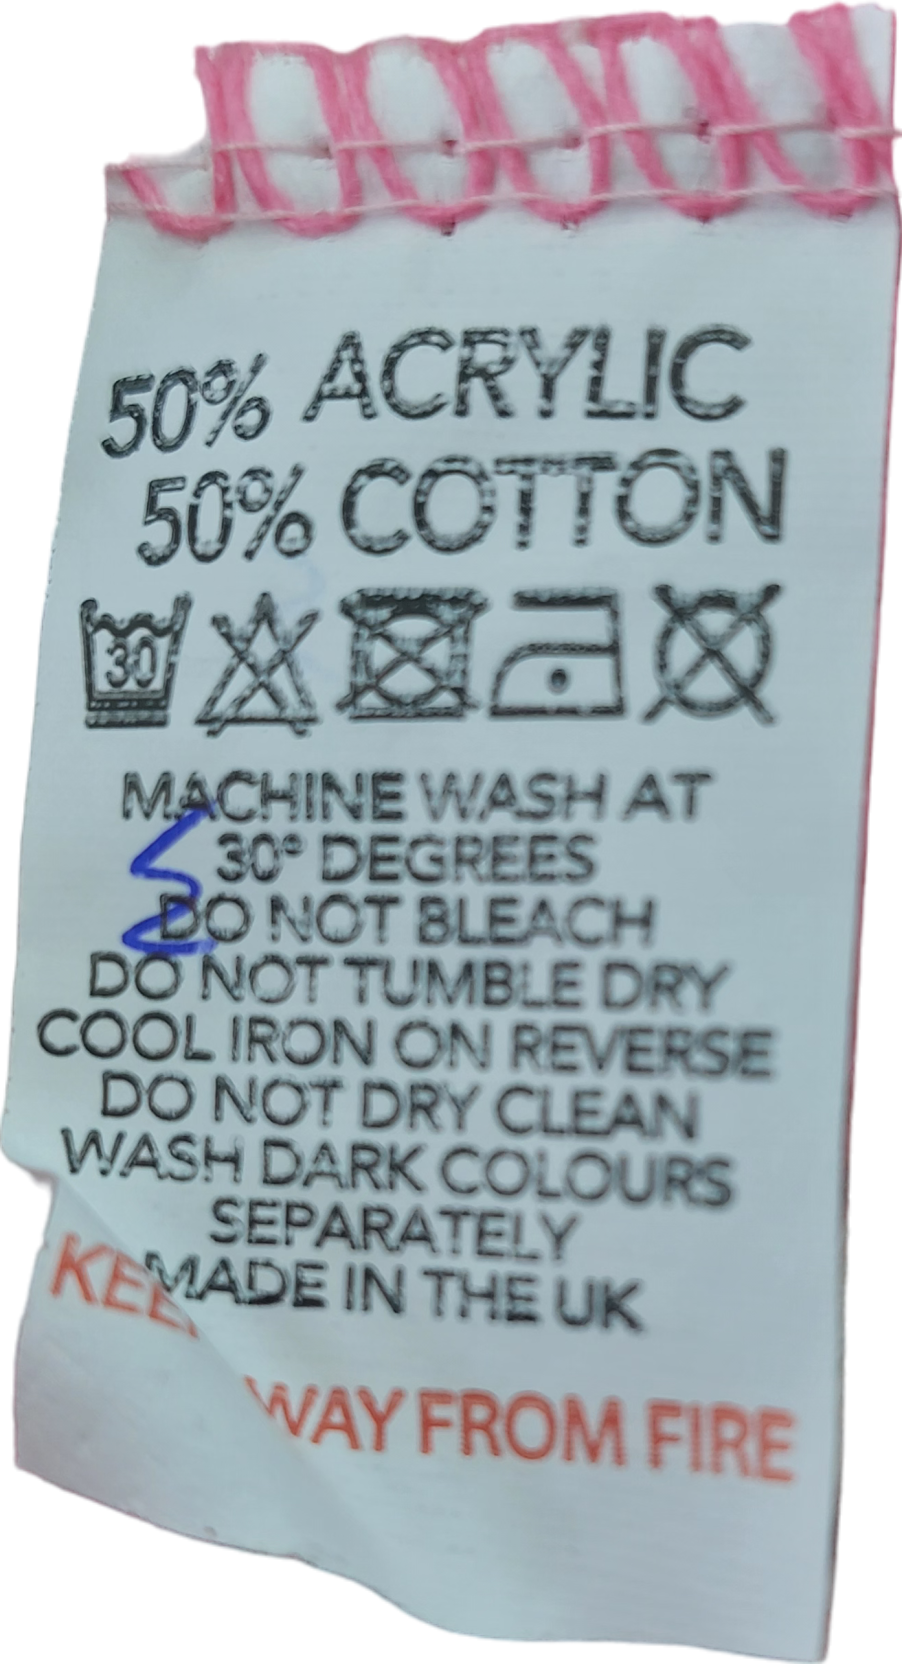 50% ACRYLIC
50% COTTON
30
MACHINE WASH AT
30° DEGREES
DO NOT BLEACH
DO NOT TUMBLE DRY
COOL IRON ON REVERSE
DO NOT DRY CLEAN
WASH DARK COLOURS
SEPARATELY
MADE IN THE UK
FROM FIRE